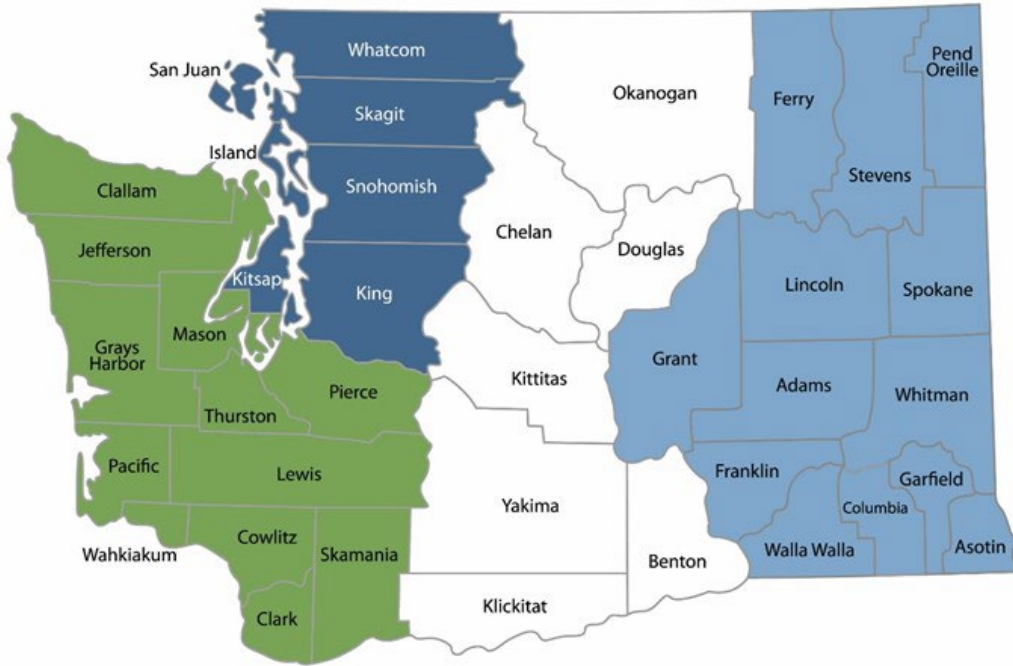 Whatcom
San Juan
Pend
Oreille
Okanogan
Ferry
Skagit
Island
Stevens
Clallam
Snohomish
Chelan
Douglas
Jefferson
Kitsap
King
Lincoln
Spokane
Mason
Grays
Harbor
Grant
Kittitas
Adams
Pierce
Whitman
Thurston
Pacific
Lewis
Franklin
Garfield
Yakima
Columbia
Cowlitz
Wahkiakum
Skamania
Walla Walla
Asotin
Benton
Klickitat
Clark